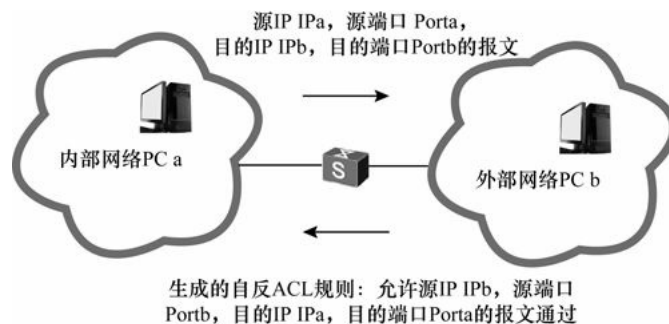 源IP IPa，源端口 Porta，
目的IP IPb，目的端口Portb的报文
内部网络PC a
S
外部网络PC b
生成的自反ACL规则：允许源IP IPb，源端口
Portb，目的IP IPa，目的端口Porta的报文通过